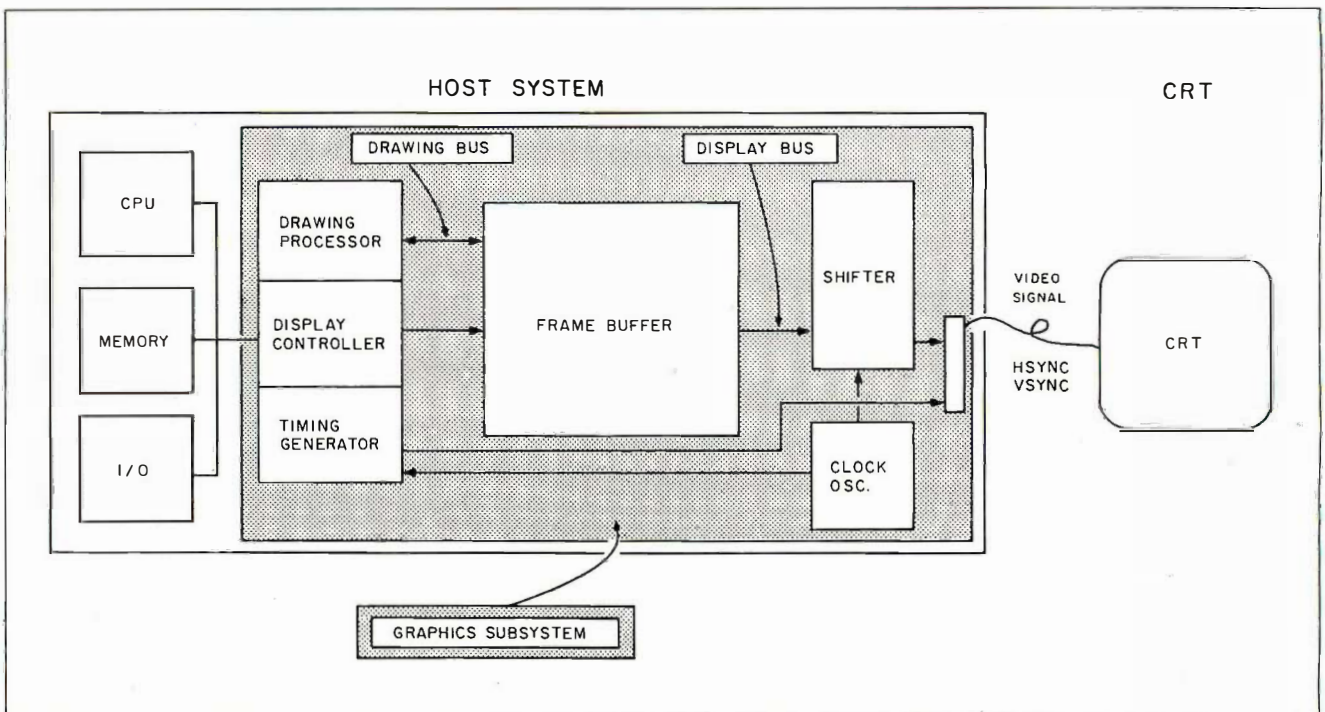 HOST SYSTEM
CRT
DRAWING BUS
DISPLAY BUS
CPU
MEMORY
I/O
DRAWING
PROCESSOR
DISPLAY
CONTROLLER
TIMING
GENERATOR
FRAME BUFFER
SHIFTER
CLOCK
OSC.
VIDEO
SIGNAL
HSYNC
VSYNC
CRT
GRAPHICS SUBSYSTEM